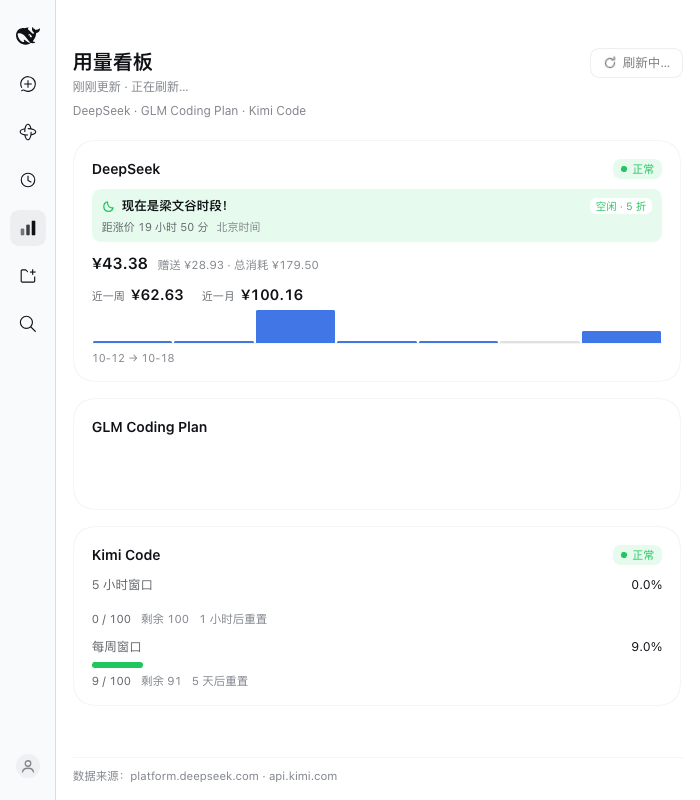 用量看板
刷新中...
刚刚更新 · 正在刷新...
DeepSeek · GLM Coding Plan · Kimi Code
DeepSeek
正常
现在是梁文谷时段！
空闲 · 5 折
距涨价 19 小时 50 分 北京时间
¥43.38 赠送 ¥28.93 · 总消耗 ¥179.50
近一周 ¥62.63 近一月 ¥100.16
10-12 → 10-18
GLM Coding Plan
Kimi Code
正常
5 小时窗口
0.0%
0 / 100 剩余 100 1 小时后重置
每周窗口
9.0%
9 / 100 剩余 91 5 天后重置
数据来源：platform.deepseek.com · api.kimi.com